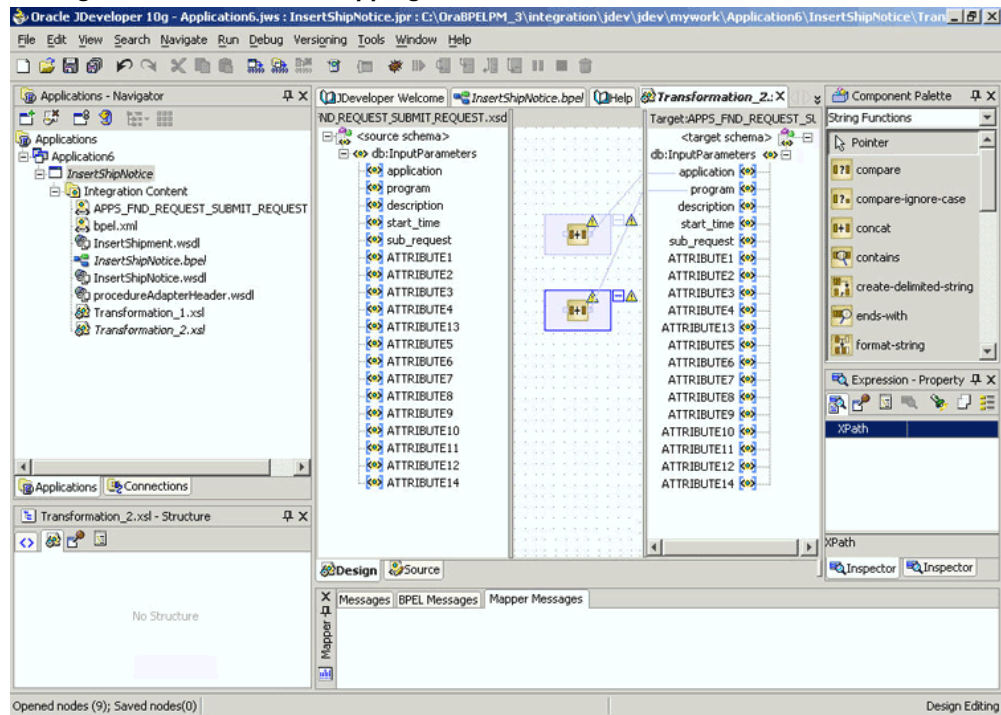 Oracle JDeveloper 10g - Application6.jws : InsertShipNotice.jpr : C:\OraBPELPM_3\integration\jdev\jdev\mywork\Application6\InsertShipNotice\Tran
File Edit View Search Navigate Run Debug Versioning Tools Window Help
Applications - Navigator
Applications
Application6
InsertShipNotice
Integration Content
APPS_FND_REQUEST_SUBMIT_REQUEST
bpel.xml
InsertShipment.wsdl
InsertShipNotice.bpel
InsertShipNotice.wsdl
procedureAdapterHeader.wsdl
Transformation_1.xsl
Transformation_2.xsl
Applications Connections
Transformation_2.xsl - Structure
No Structure
JDeveloper Welcome InsertShipNotice.bpel Help Transformation_2.:
ND_REQUEST_SUBMIT_REQUEST.xsd
<source schema>
db:InputParameters
application
program
description
start_time
sub_request
ATTRIBUTE1
ATTRIBUTE2
ATTRIBUTE3
ATTRIBUTE4
ATTRIBUTE13
ATTRIBUTE5
ATTRIBUTE6
ATTRIBUTE7
ATTRIBUTE8
ATTRIBUTE9
ATTRIBUTE10
ATTRIBUTE11
ATTRIBUTE12
ATTRIBUTE14
Target:APPS_FND_REQUEST_SU
<target schema>
db:InputParameters
application
program
description
start_time
sub_request
ATTRIBUTE1
ATTRIBUTE2
ATTRIBUTE3
ATTRIBUTE4
ATTRIBUTE13
ATTRIBUTE5
ATTRIBUTE6
ATTRIBUTE7
ATTRIBUTE8
ATTRIBUTE9
ATTRIBUTE10
ATTRIBUTE11
ATTRIBUTE12
ATTRIBUTE14
Design Source
Messages BPEL Messages Mapper Messages
Mapper -
Component Palette
String Functions
Pointer
compare
compare-ignore-case
concat
contains
create-delimited-string
ends-with
format-string
Expression - Property
XPath
XPath
Inspector Inspector
Opened nodes (9); Saved nodes(0)
Design Editing